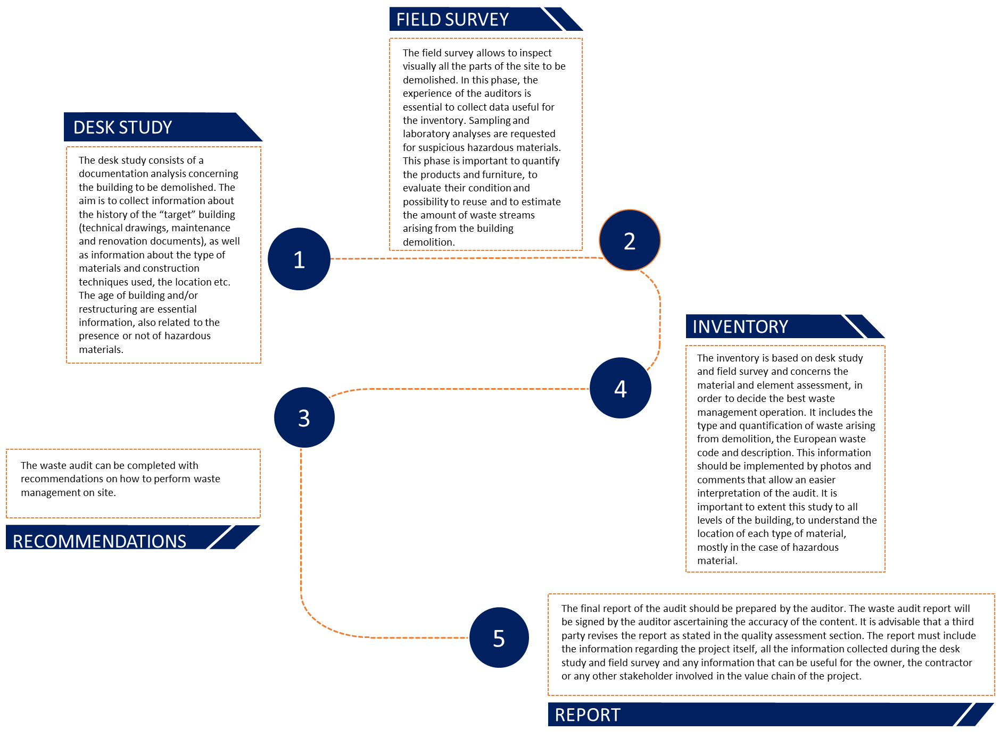 FIELD SURVEY
The field survey allows to inspect
visually all the parts of the site to be
demolished. In this phase, the
experience of the auditors is
essential to collect data useful for
the inventory. Sampling and
laboratory analyses are requested
for suspicious hazardous materials.
This phase is important to quantify
the products and furniture, to
evaluate their condition and
possibility to reuse and to estimate
the amount of waste streams
arising from the building
demolition.
DESK STUDY
The desk study consists of a
documentation analysis concerning
the building to be demolished. The
aim is to collect information about
the history of the “target” building
(technical drawings, maintenance
and renovation documents), as well
as information about the type of
materials and construction
techniques used, the location etc.
The age of building and/or
restructuring are essential
information, also related to the
presence or not of hazardous
materials.
1
2
INVENTORY
The inventory is based on desk study
and field survey and concerns the
material and element assessment, in
order to decide the best waste
management operation. It includes the
type and quantification of waste arising
from demolition, the European waste
code and description. This information
should be implemented by photos and
comments that allow an easier
interpretation of the audit. It is
important to extent this study to all
levels of the building, to understand the
location of each type of material,
mostly in the case of hazardous
material.
4
3
The waste audit can be completed with
recommendations on how to perform waste
management on site.
RECOMMENDATIONS
5
The final report of the audit should be prepared by the auditor. The waste audit report will
be signed by the auditor ascertaining the accuracy of the content. It is advisable that a third
party revises the report as stated in the quality assessment section. The report must include
the information regarding the project itself, all the information collected during the desk
study and field survey and any information that can be useful for the owner, the contractor
or any other stakeholder involved in the value chain of the project.
REPORT